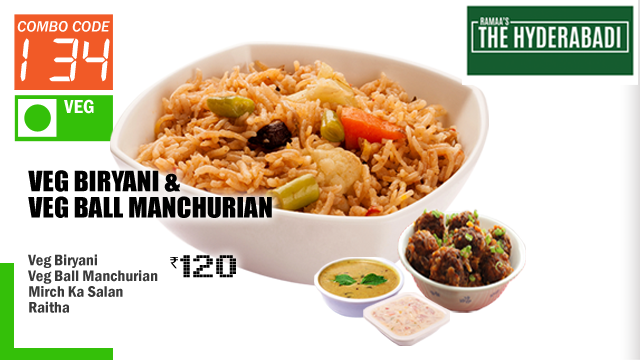 COMBO CODE
134
VEG
RAMAA'S
THE HYDERABADI
VEG BIRYANI &
VEG BALL MANCHURIAN
Veg Biryani
Veg Ball Manchurian
Mirch Ka Salan
Raitha
₹120